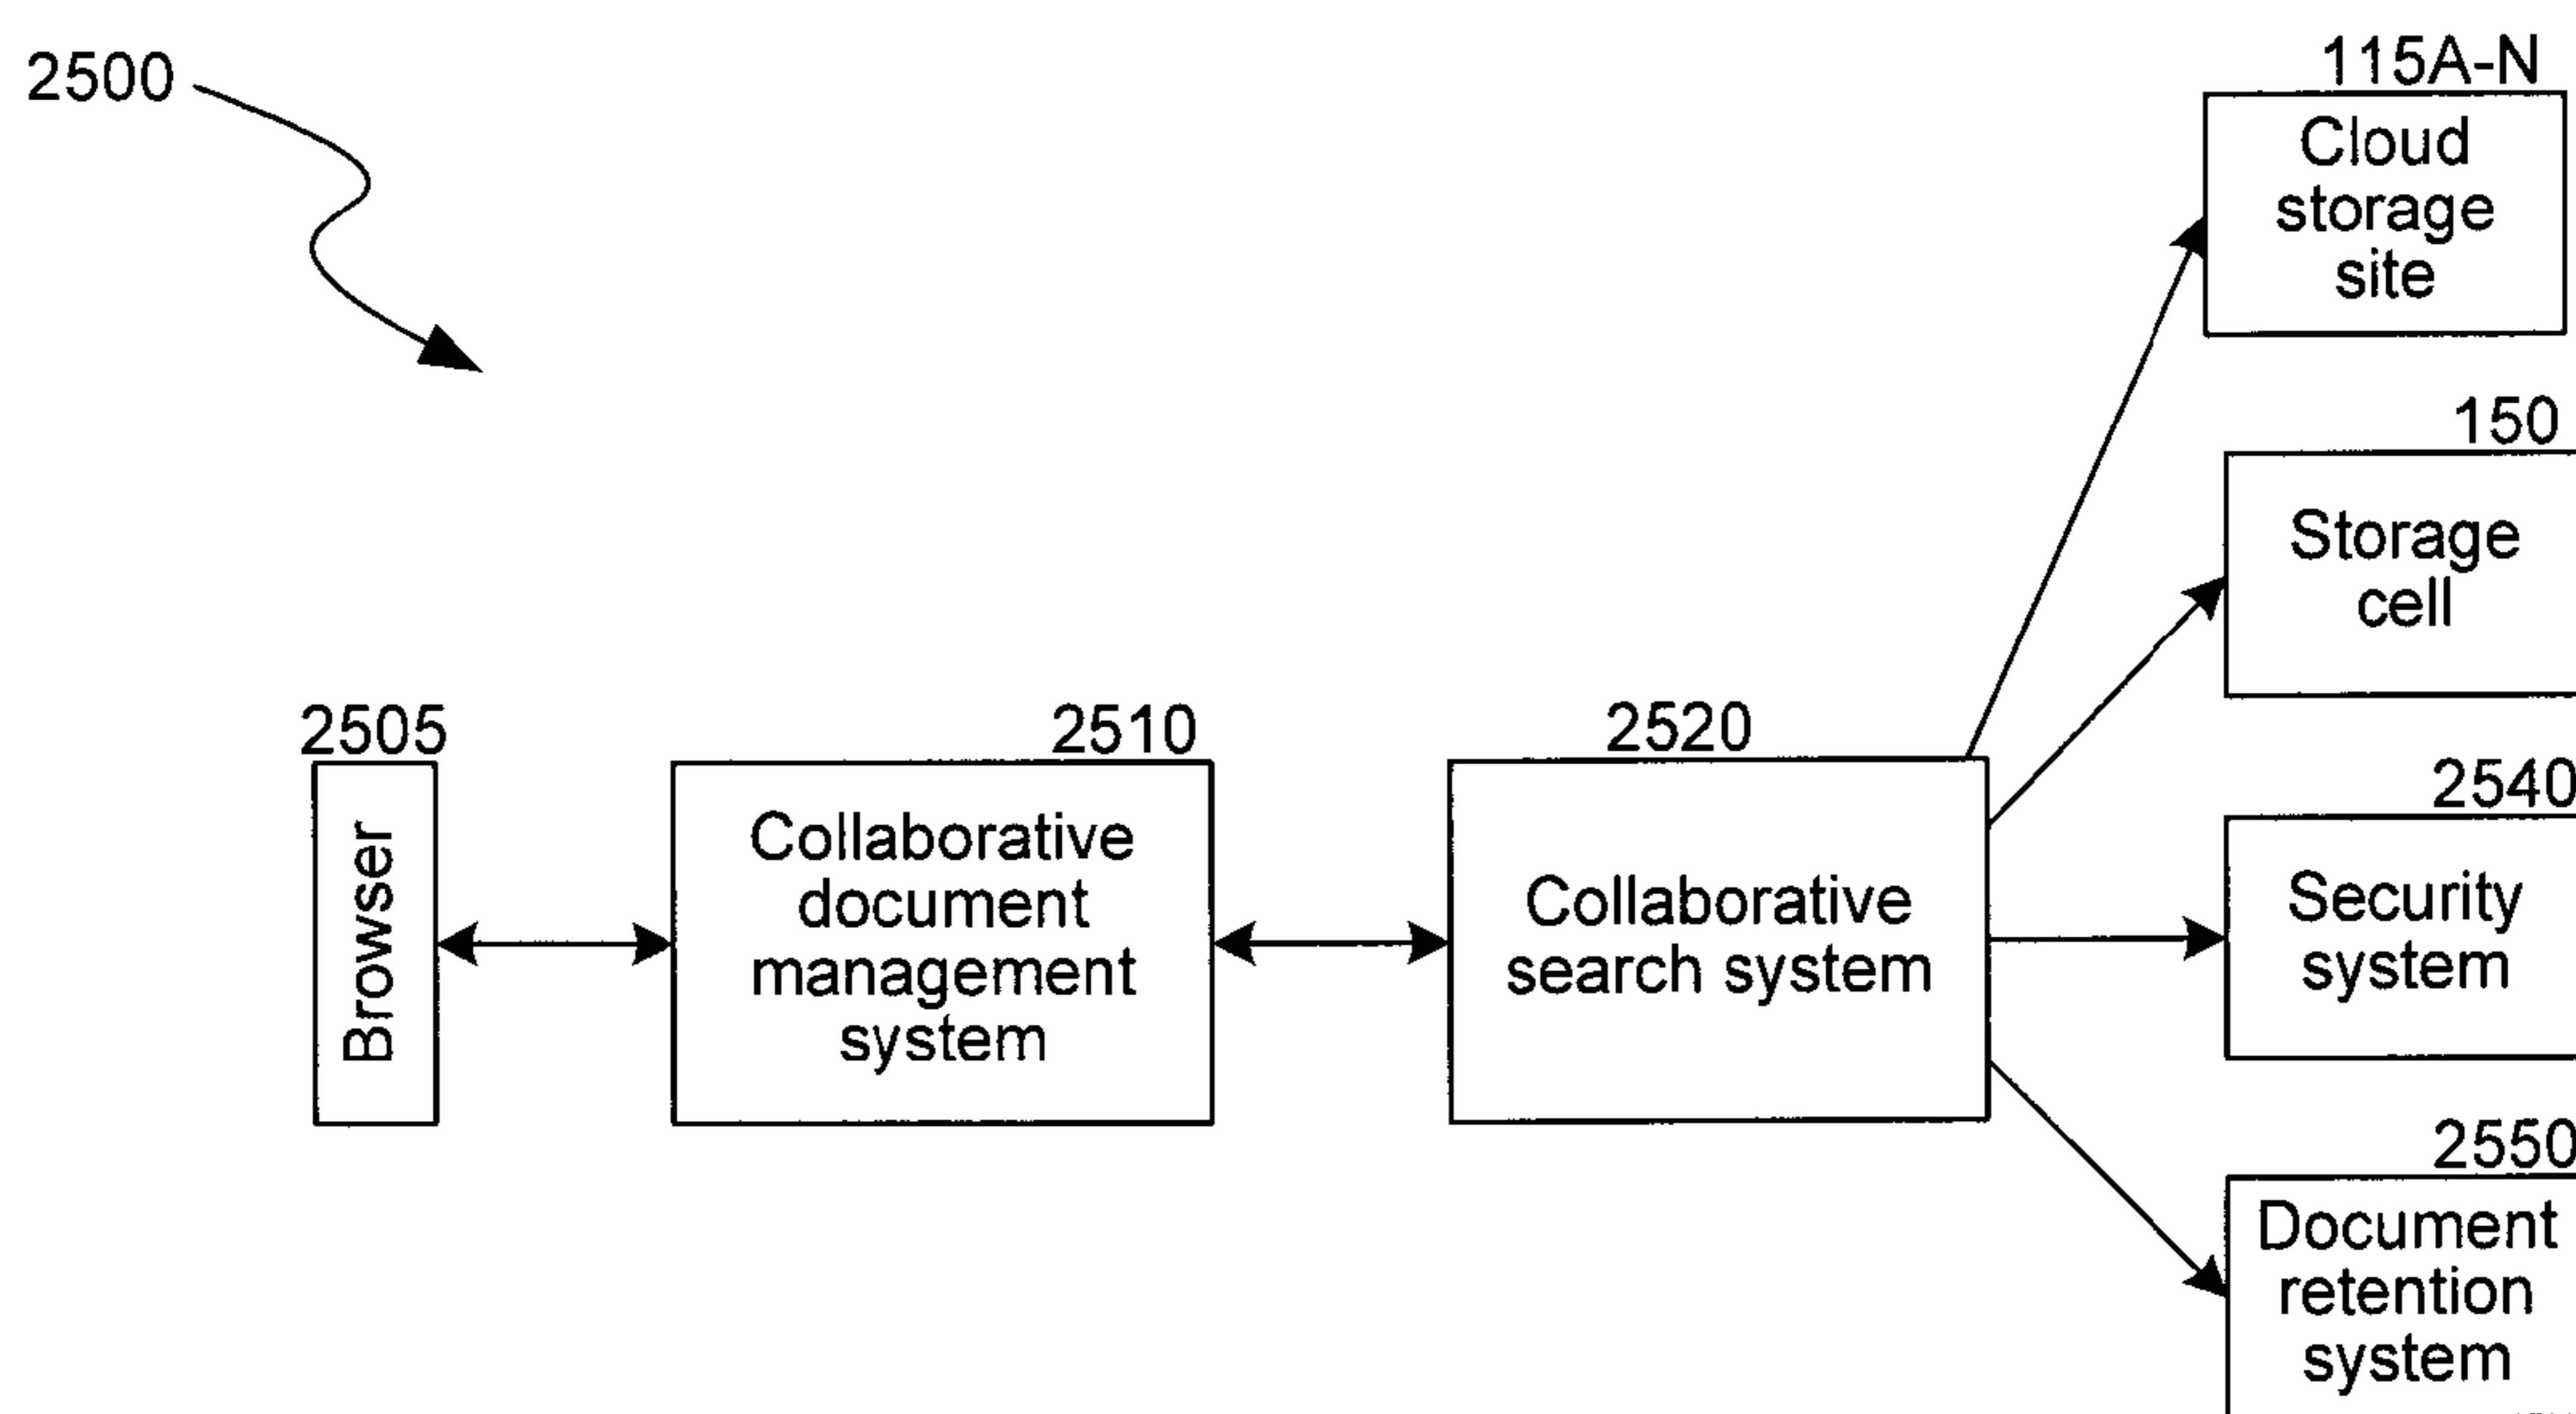 2500
115A-N
Cloud
storage
site
150
Storage
cell
2505
Browser
2510
Collaborative
document
management
system
2520
Collaborative
search system
2540
Security
system
2550
Document
retention
system